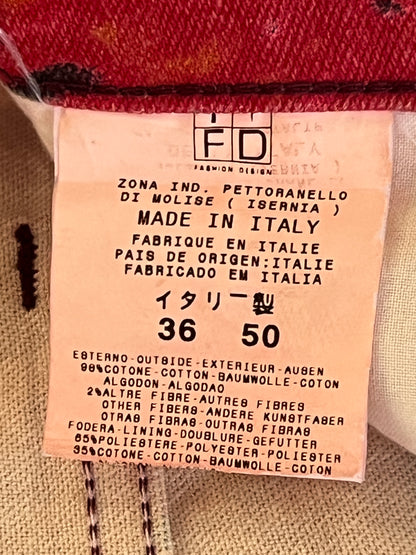 FD
FASHION DESIGN
ZONA IND. PETTORANELLO
DI MOLISE ( ISERNIA )
MADE IN ITALY
FABRIQUE EN ITALIE
PAIS DE ORIGEN:ITALIE
FABRICADO EM ITALIA
イタリー製
36 50
ESTERNO-OUTSIDE-EXTERIEUR-AUSEN
98%COTONE-COTTON-BAUMWOLLE-COTON
ALGODON-ALGODAO
2%ALTRE FIBRE-AUTRES FIBRES
OTHER FIBERS-ANDERE KUNSTFASER
OTRAS FIBRAS-OUTRAS FIBRAS
FODERA-LINING-DOUBLURE-GEFUTTER
65%POLIESTERE-POLYESTER-POLIESTER
35%COTONE-COTTON-BAUMWOLLE-COTON